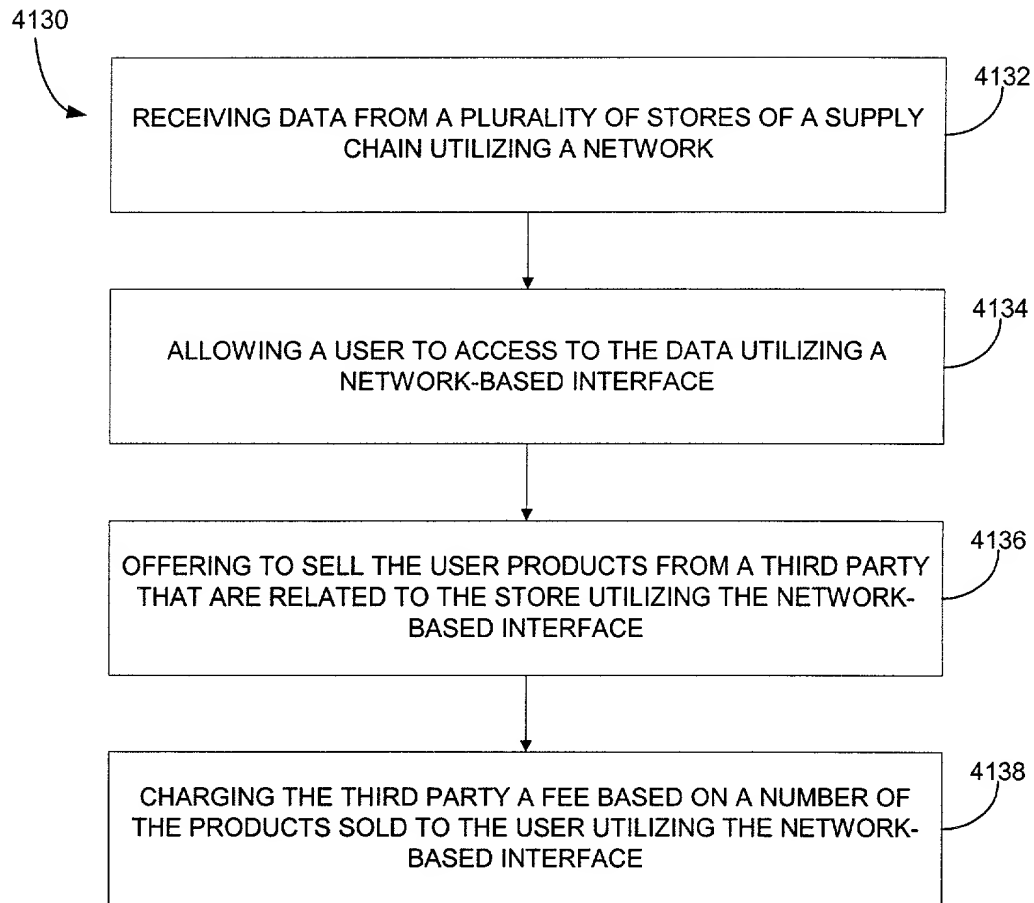 4130
4132
RECEIVING DATA FROM A PLURALITY OF STORES OF A SUPPLY
CHAIN UTILIZING A NETWORK
4134
ALLOWING A USER TO ACCESS TO THE DATA UTILIZING A
NETWORK-BASED INTERFACE
4136
OFFERING TO SELL THE USER PRODUCTS FROM A THIRD PARTY
THAT ARE RELATED TO THE STORE UTILIZING THE NETWORK-
BASED INTERFACE
4138
CHARGING THE THIRD PARTY A FEE BASED ON A NUMBER OF
THE PRODUCTS SOLD TO THE USER UTILIZING THE NETWORK-
BASED INTERFACE